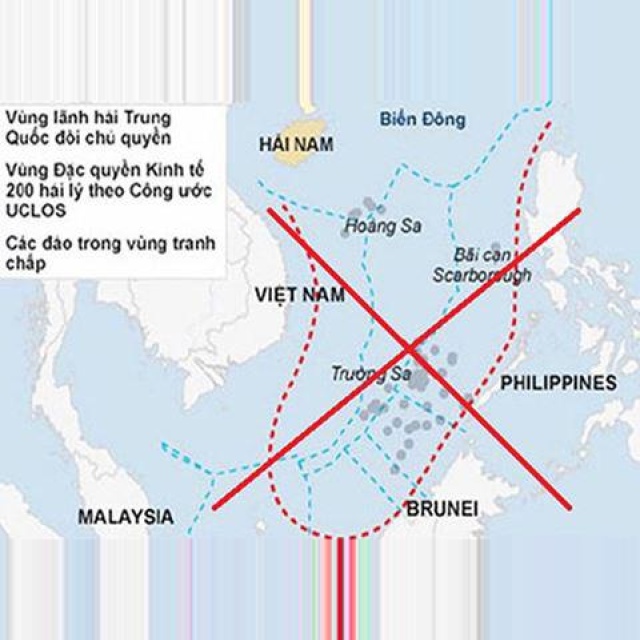 Vùng lãnh hải Trung
Quốc đòi chủ quyền
Vùng Đặc quyền Kinh tế
200 hải lý theo Công ước
UCLOS
Các đảo trong vùng tranh
chấp
Biển Đông
HẢI NAM
Hoàng Sa
Bãi cạn
Scarborough
VIỆT NAM
Trường Sa
PHILIPPINES
BRUNEI
MALAYSIA